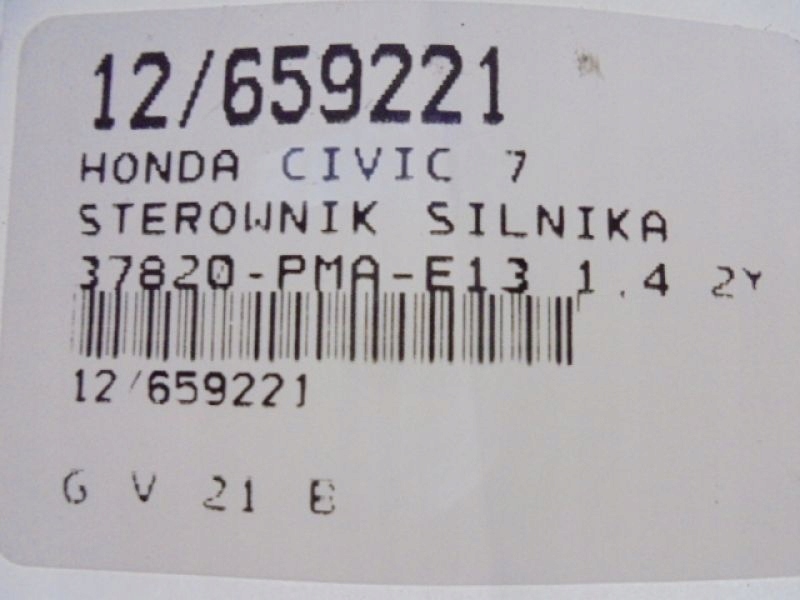 12/659221
HONDA CIVIC 7
STEROWNIK SILNIKA
37820-PMA-E13 1.4 2Y
12/659221
G V 21 B